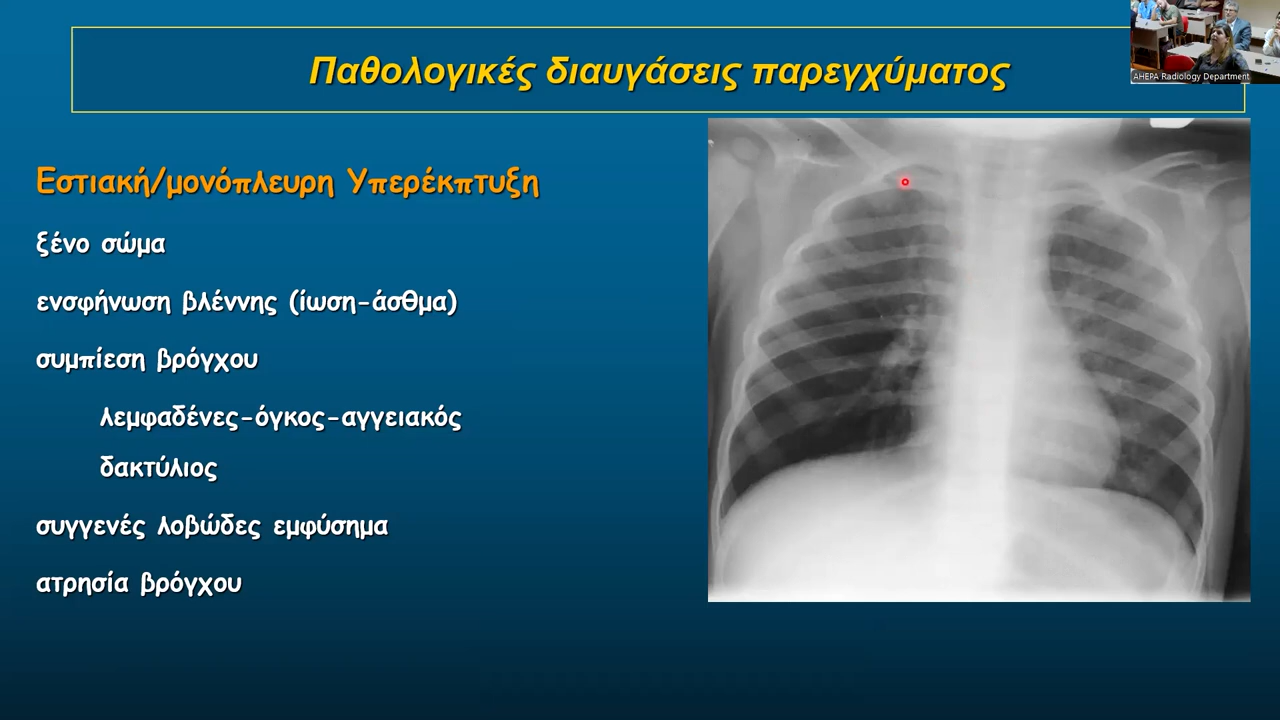 Παθολογικές διαυγάσεις παρεγχύματος
AHEPA Radiology Department
Εστιακή/μονόπλευρη Υπερέκπτυξη
ξένο σώμα
ενσφήνωση βλέννης (ίωση-άσθμα)
συμπίεση βρόγχου
λεμφαδένες-όγκος-αγγειακός
δακτύλιος
συγγενές λοβώδες εμφύσημα
ατρησία βρόγχου